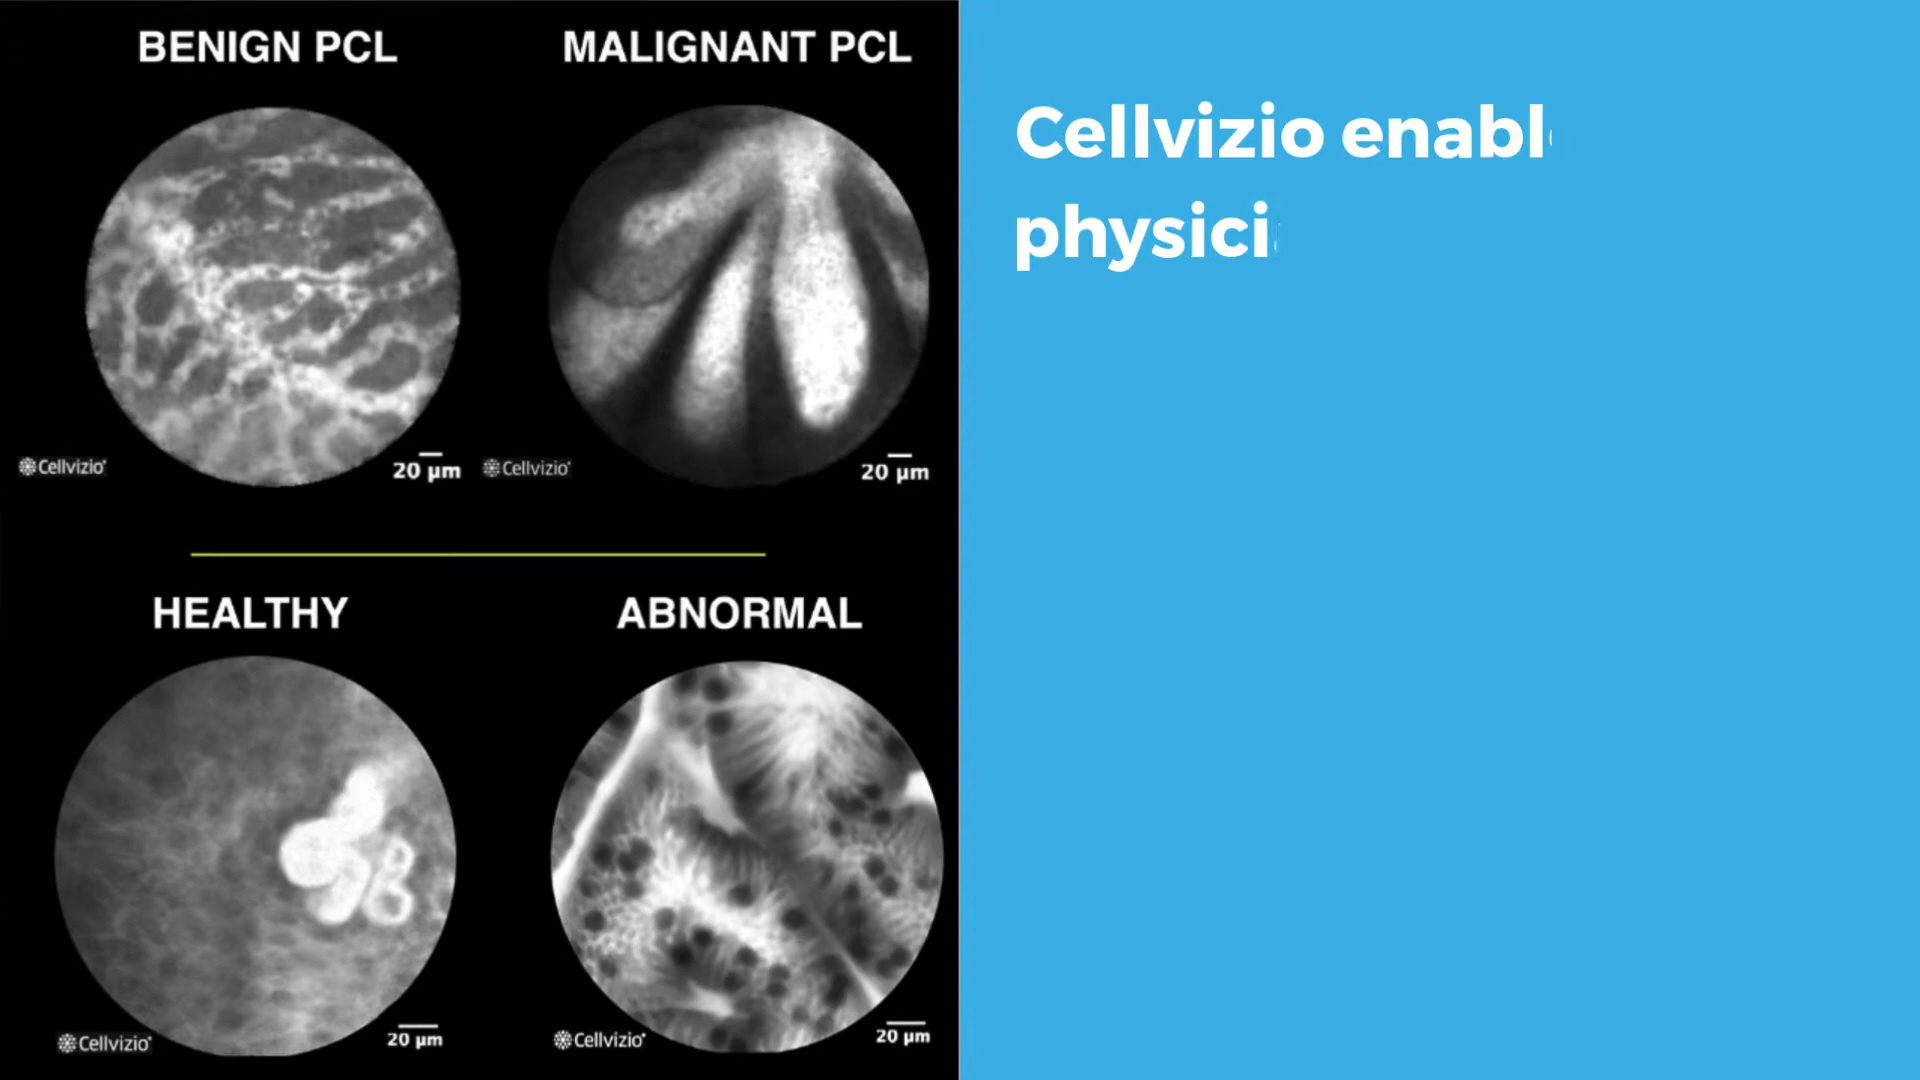 BENIGN PCL
MALIGNANT PCL
Cellvizio
20 µm
Cellvizio
20 µm
HEALTHY
ABNORMAL
Cellvizio
20 µm
Cellvizio
20 µm
Cellvizio enabl
physici